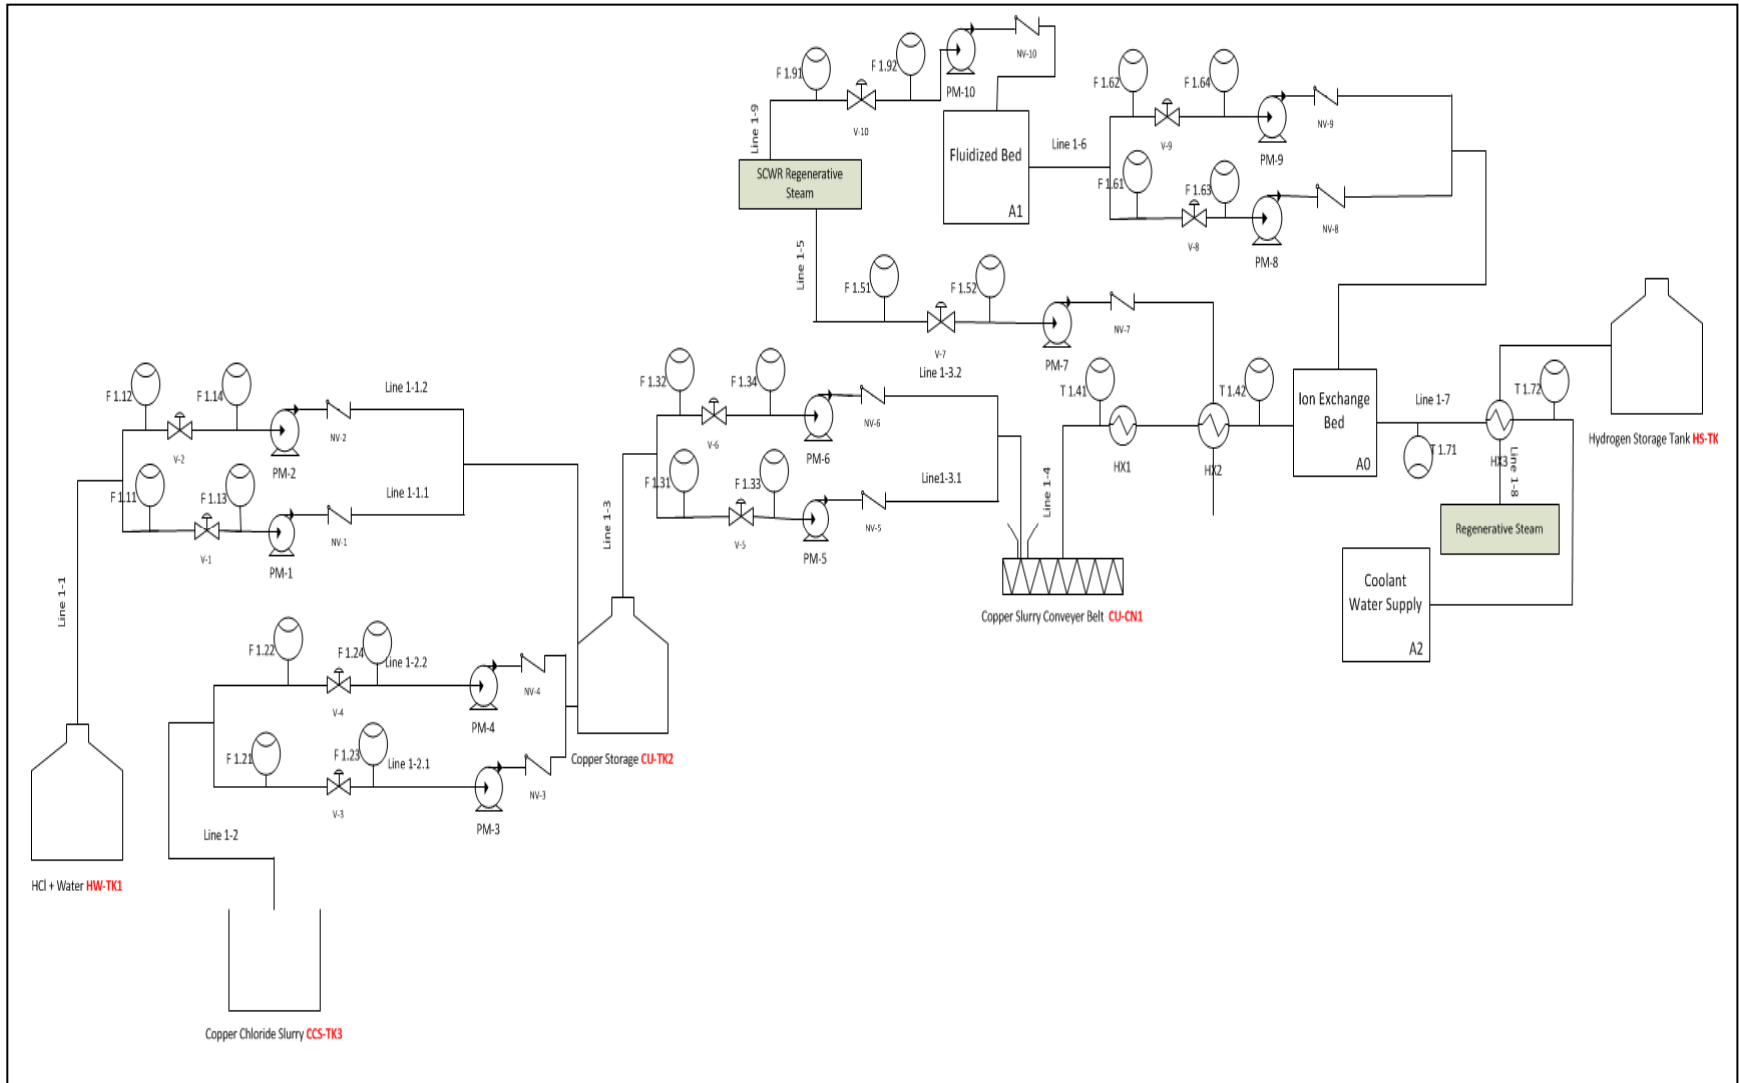 F 1.91
F 1.92
V-10
PM-10
NV-10
Line 1-9
SCWR Regenerative
Steam
Line 1-5
Fluidized Bed
A1
Line 1-6
F 1.62
F 1.64
V-9
PM-9
NV-9
F 1.61
F 1.63
V-8
PM-8
NV-8
F 1.51
F 1.52
V-7
PM-7
NV-7
Line 1-1
F 1.12
F 1.14
V-2
PM-2
NV-2
Line 1-1.2
F 1.11
F 1.13
V-1
PM-1
NV-1
Line 1-1.1
Line 1-3
F 1.32
F 1.34
V-6
PM-6
NV-6
Line 1-3.2
F 1.31
F 1.33
V-5
PM-5
NV-5
Line1-3.1
Line 1-4
T 1.41
HX1
HX2
T 1.42
Ion Exchange
Bed
A0
Line 1-7
T 1.71
HX3
T 1.72
Line 1-8
Regenerative Steam
Hydrogen Storage Tank HS-TK
Coolant
Water Supply
A2
Copper Slurry Conveyer Belt CU-CN1
F 1.22
F 1.24
Line 1-2.2
V-4
PM-4
NV-4
F 1.21
F 1.23
Line 1-2.1
V-3
PM-3
NV-3
Copper Storage CU-TK2
Line 1-2
HCl + Water HW-TK1
Copper Chloride Slurry CCS-TK3